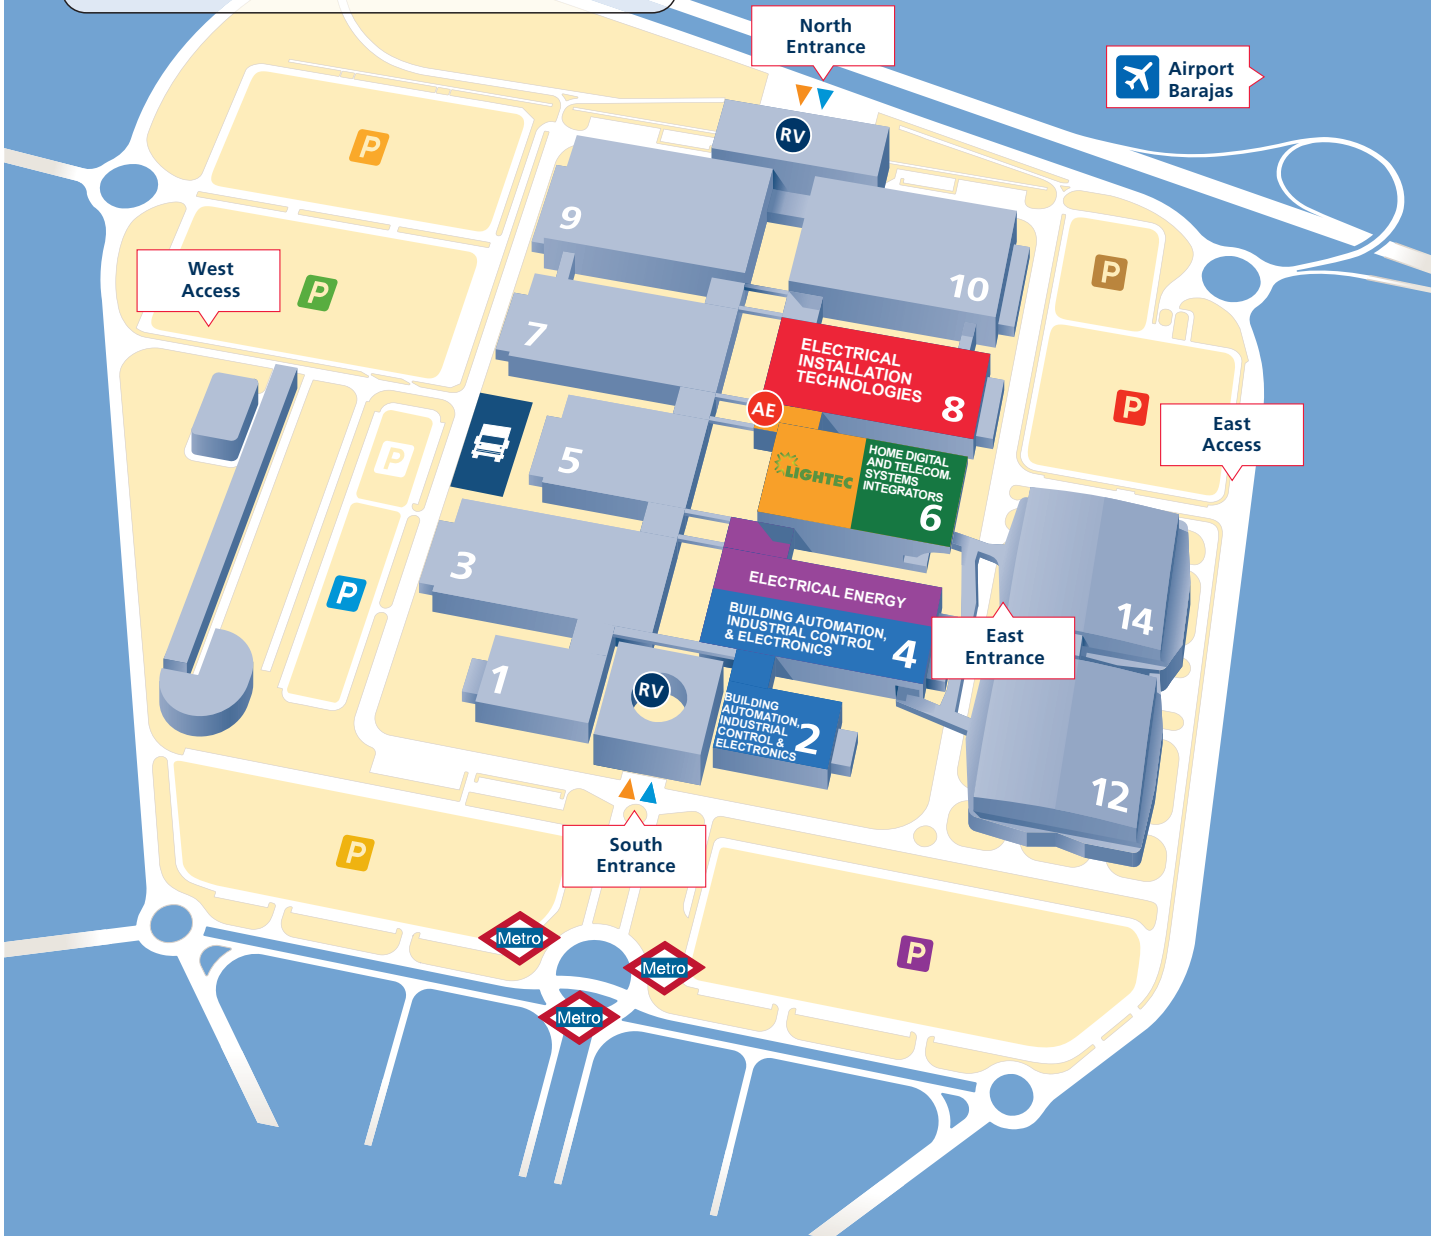 North
Entrance
Airport
Barajas
RV
P
9
West
Access
P
10
P
7
ELECTRICAL
INSTALLATION
TECHNOLOGIES
8
AE
P
East
Access
P
5
LIGHTEC
HOME DIGITAL
AND TELECOM.
SYSTEMS
INTEGRATORS
6
3
P
ELECTRICAL ENERGY
BUILDING AUTOMATION,
INDUSTRIAL CONTROL
& ELECTRONICS
4
14
East
Entrance
1
RV
BUILDING
AUTOMATION,
INDUSTRIAL
CONTROL &
ELECTRONICS
2
12
South
Entrance
P
Metro
Metro
P
Metro